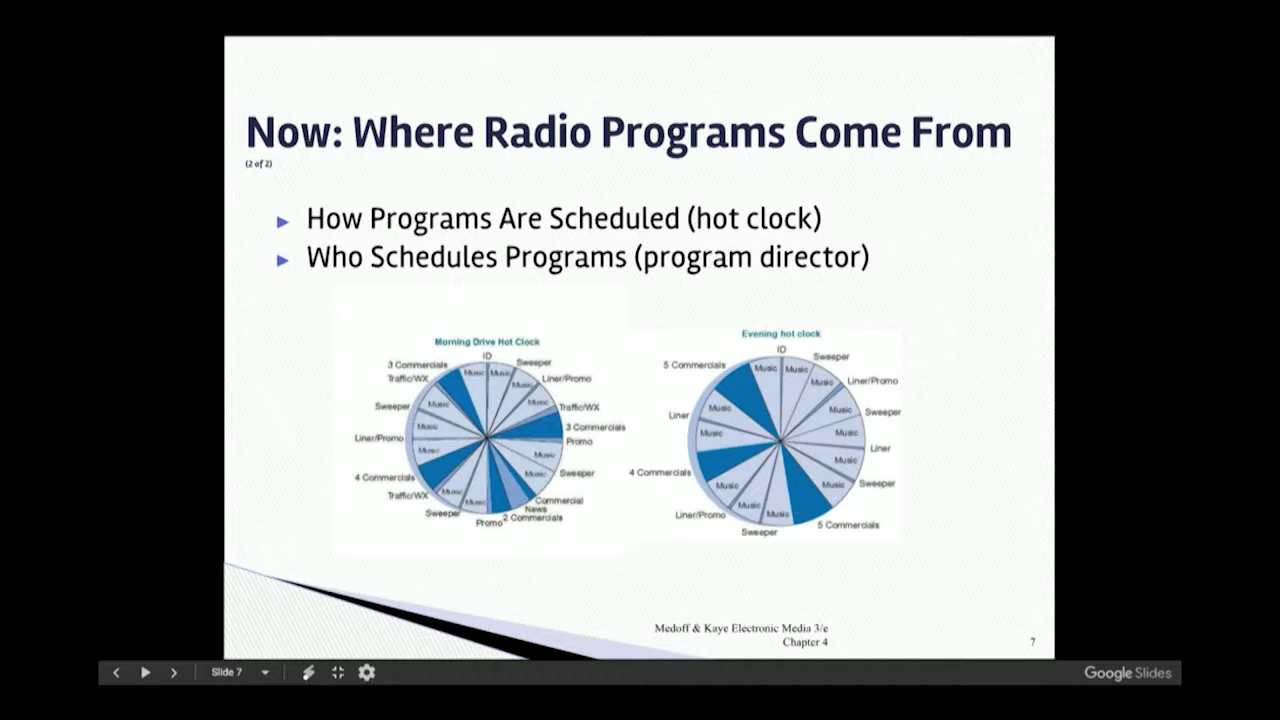 Now: Where Radio Programs Come From
(2 of 2)
► How Programs Are Scheduled (hot clock)
► Who Schedules Programs (program director)
Morning Drive Hot Clock
ID
Sweeper
Liner/Promo
Traffic/WX
3 Commercials
Promo
Sweeper
Commercial
News
2 Commercials
Promo
Sweeper
Traffic/WX
4 Commercials
Liner/Promo
Sweeper
Traffic/WX
3 Commercials
Music
Music
Music
Music
Music
Music
Music
Music
Music
Music
Music
Evening hot clock
ID
Sweeper
Liner/Promo
Sweeper
Liner
Sweeper
5 Commercials
Sweeper
Liner/Promo
4 Commercials
Liner
5 Commercials
Music
Music
Music
Music
Music
Music
Music
Music
Music
Music
Music
Medoff & Kaye Electronic Media 3/e
Chapter 4
7
Slide 7
Google Slides